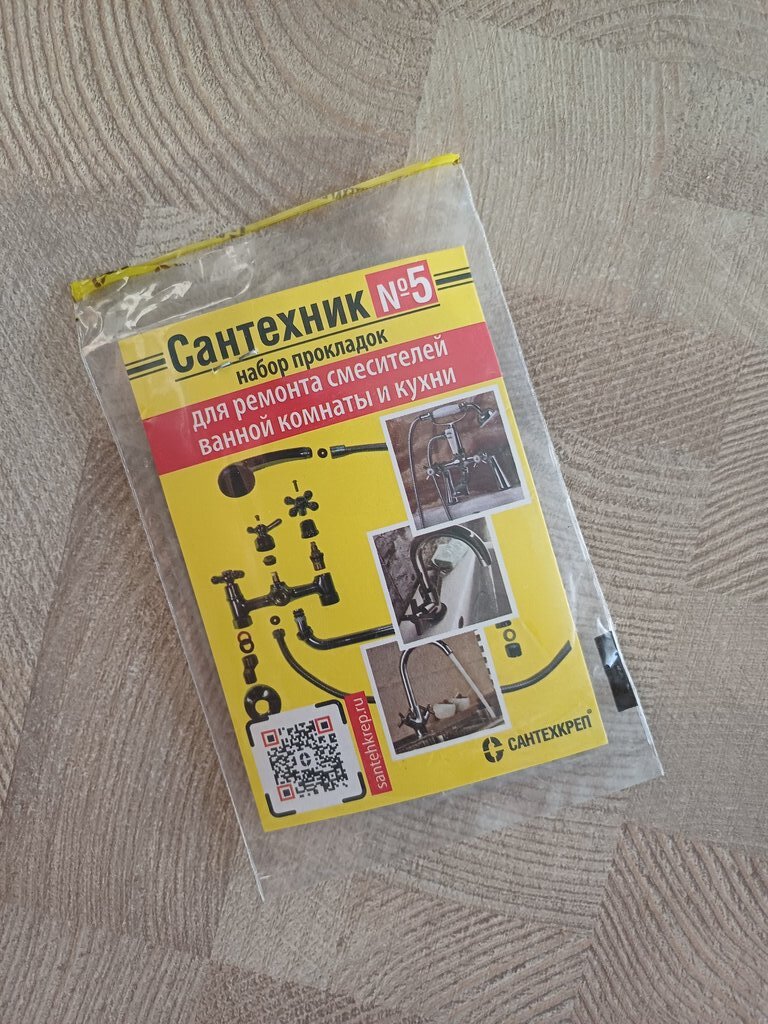 Сантехник №5
набор прокладок
для ремонта смесителей
ванной комнаты и кухни
santehkrep.ru
САНТЕХКРЕП®